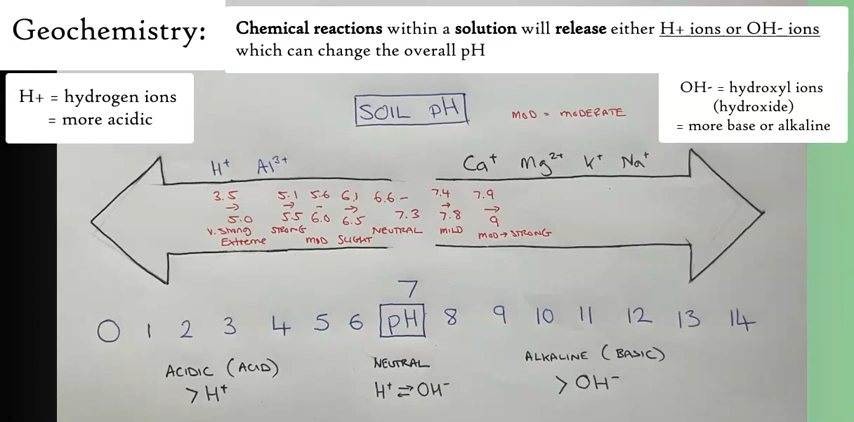 Geochemistry:
Chemical reactions within a solution will release either H+ ions or OH- ions
which can change the overall pH
H+ = hydrogen ions
= more acidic
OH- = hydroxyl ions
(hydroxide)
= more base or alkaline
SOIL pH
MOD = MODERATE
H⁺ Al³⁺
Ca⁺ Mg²⁺ K⁺ Na⁺
3.5 → 5.0
V. Strong
Extreme
5.1 → 5.5
STRONG
5.6 - 6.0
MOD
6.1 → 6.5
SLIGHT
6.6 - 7.3
NEUTRAL
7.4 → 7.8
MILD
7.9 → 9
MOD → STRONG
7
0 1 2 3 4 5 6 pH 8 9 10 11 12 13 14
ACIDIC (ACID)
> H⁺
NEUTRAL
H⁺ ⇌ OH⁻
ALKALINE (BASIC)
> OH⁻